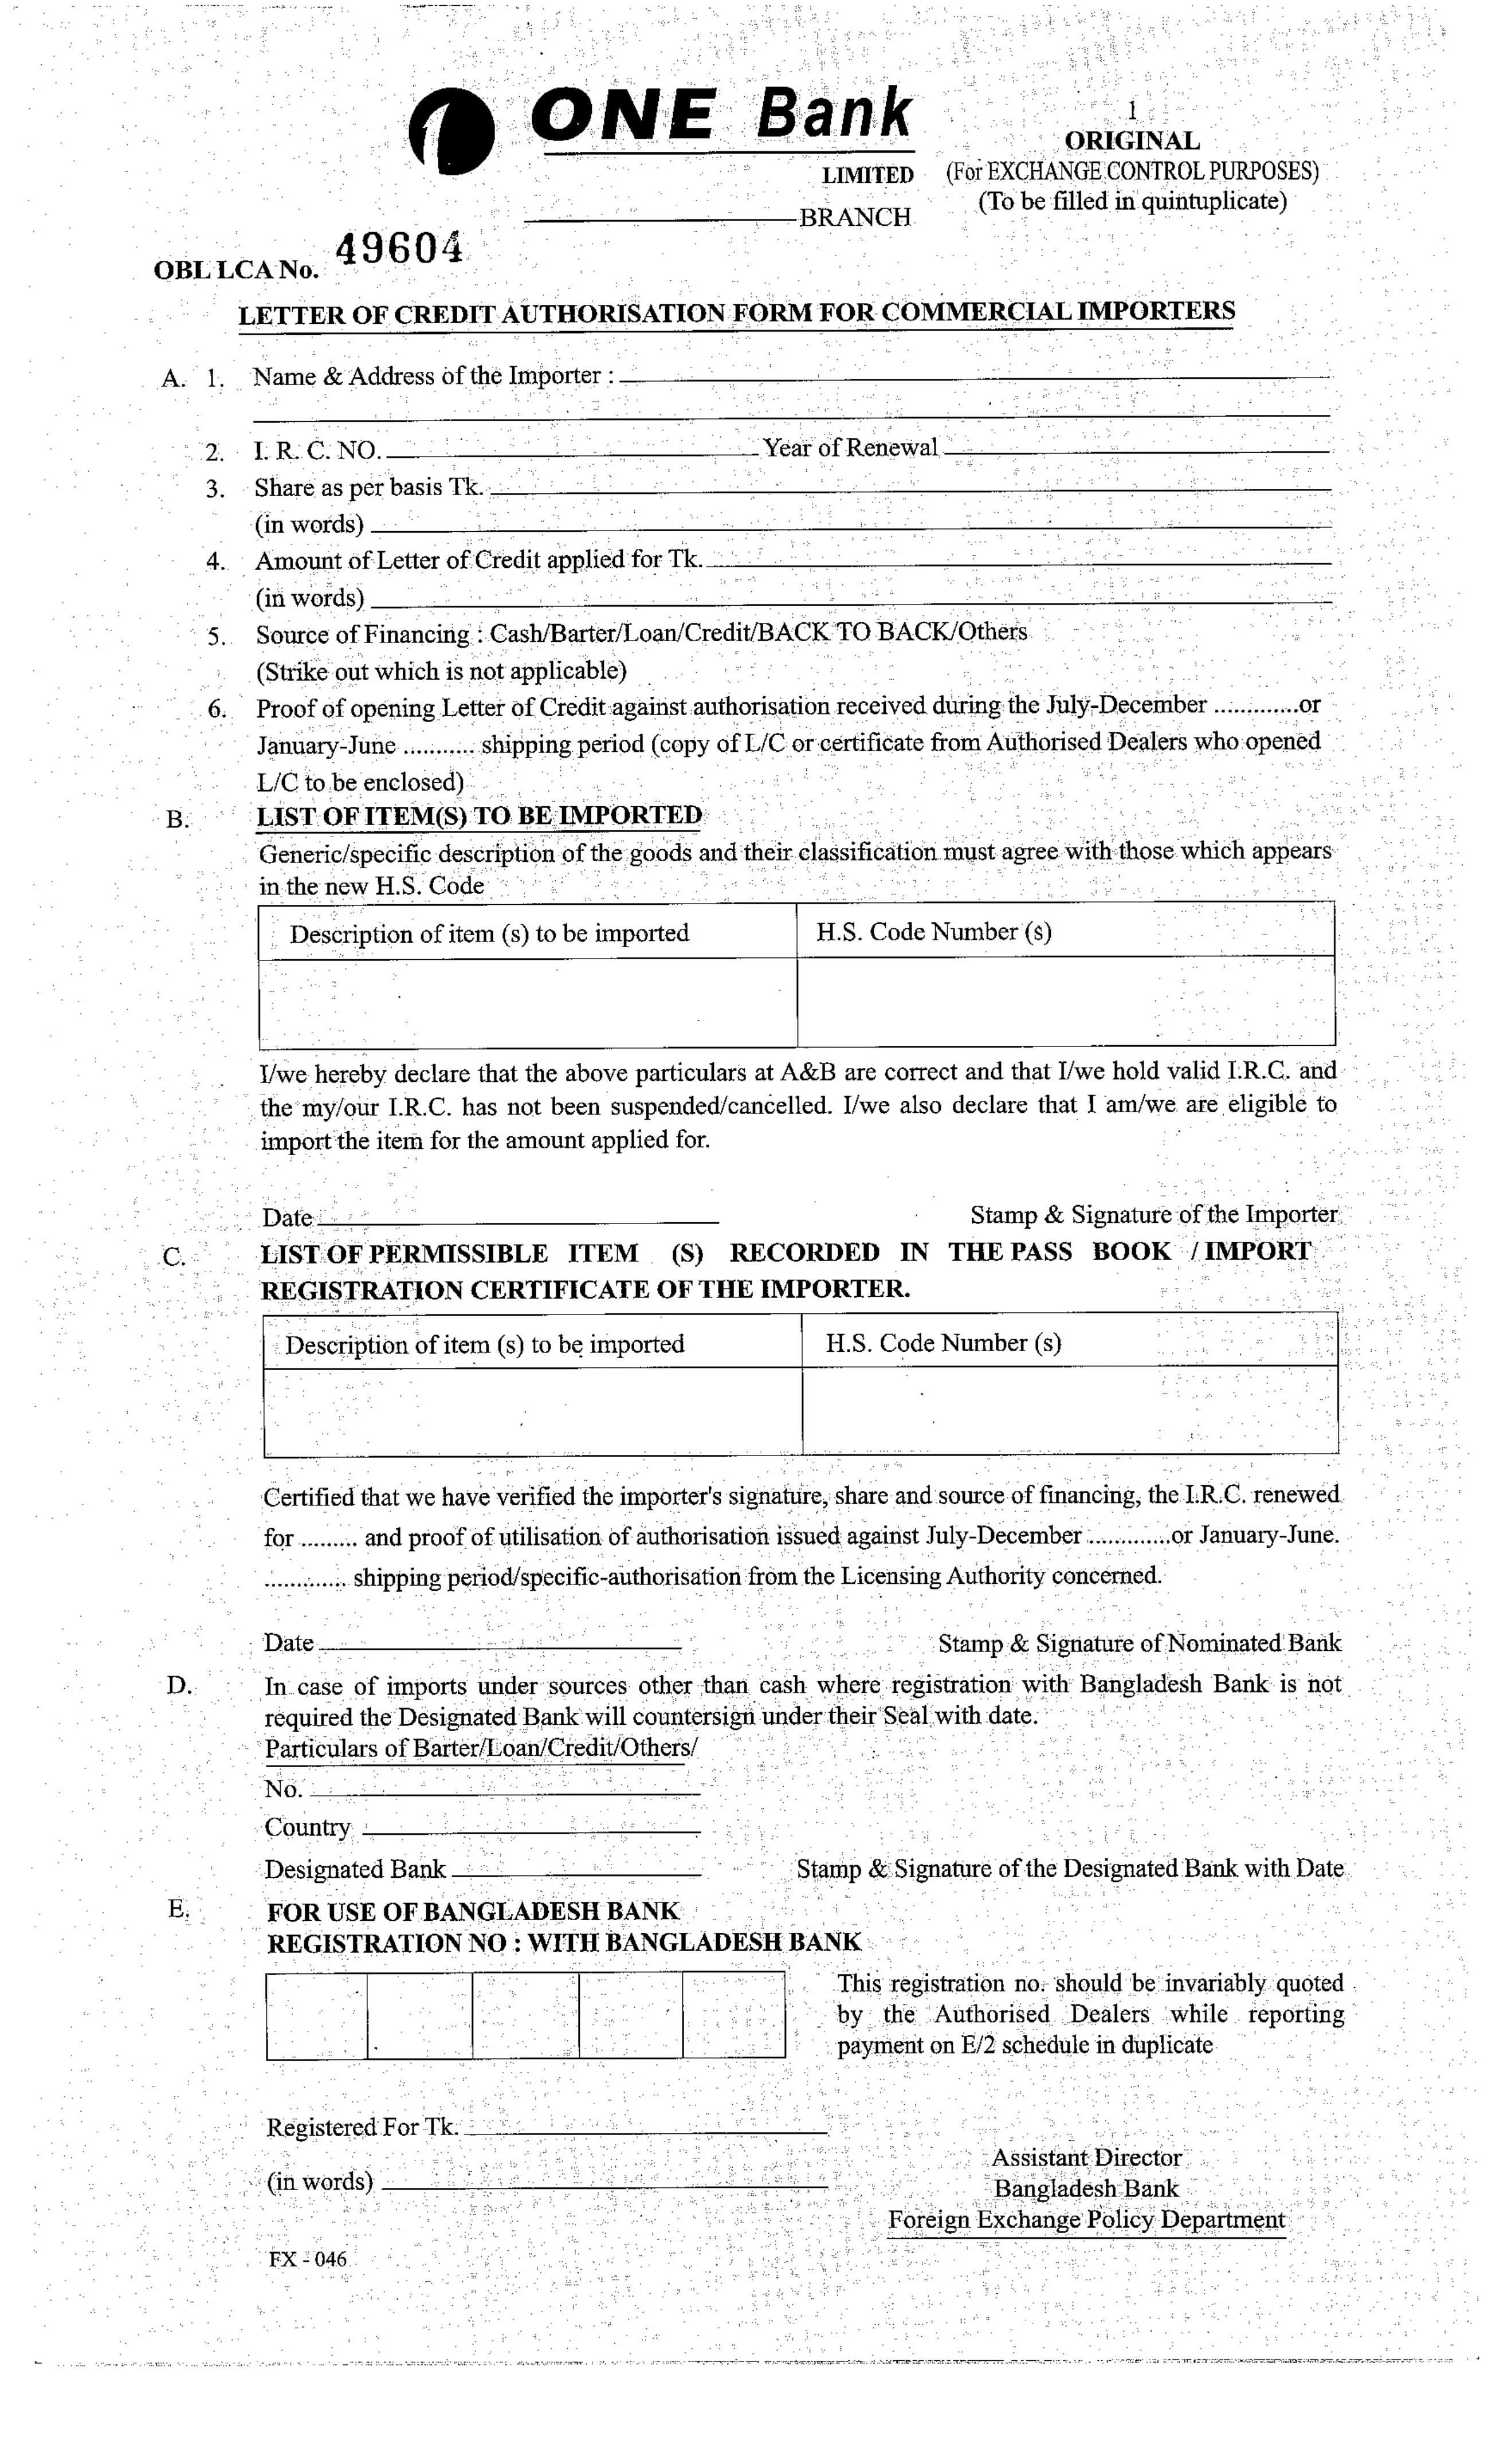 ONE Bank
LIMITED
BRANCH
1
ORIGINAL
(For EXCHANGE CONTROL PURPOSES)
(To be filled in quintuplicate)
OBL LCA No. 49604
LETTER OF CREDIT AUTHORISATION FORM FOR COMMERCIAL IMPORTERS
A. 1. Name & Address of the Importer :
2. I. R. C. NO. Year of Renewal
3. Share as per basis Tk.
(in words)
4. Amount of Letter of Credit applied for Tk.
(in words)
5. Source of Financing : Cash/Barter/Loan/Credit/BACK TO BACK/Others
(Strike out which is not applicable)
6. Proof of opening Letter of Credit against authorisation received during the July-December .............or
January-June ........... shipping period (copy of L/C or certificate from Authorised Dealers who opened
L/C to be enclosed)
B. LIST OF ITEM(S) TO BE IMPORTED
Generic/specific description of the goods and their classification must agree with those which appears
in the new H.S. Code
Description of item (s) to be imported H.S. Code Number (s)
I/we hereby declare that the above particulars at A&B are correct and that I/we hold valid I.R.C. and
the my/our I.R.C. has not been suspended/cancelled. I/we also declare that I am/we are eligible to
import the item for the amount applied for.
Date Stamp & Signature of the Importer
C. LIST OF PERMISSIBLE ITEM (S) RECORDED IN THE PASS BOOK / IMPORT
REGISTRATION CERTIFICATE OF THE IMPORTER.
Description of item (s) to be imported H.S. Code Number (s)
Certified that we have verified the importer's signature, share and source of financing, the I.R.C. renewed
for ......... and proof of utilisation of authorisation issued against July-December .............or January-June.
............. shipping period/specific-authorisation from the Licensing Authority concerned.
Date Stamp & Signature of Nominated Bank
D. In case of imports under sources other than cash where registration with Bangladesh Bank is not
required the Designated Bank will countersign under their Seal with date.
Particulars of Barter/Loan/Credit/Others/
No.
Country
Designated Bank Stamp & Signature of the Designated Bank with Date
E. FOR USE OF BANGLADESH BANK
REGISTRATION NO : WITH BANGLADESH BANK
This registration no. should be invariably quoted
by the Authorised Dealers while reporting
payment on E/2 schedule in duplicate
Registered For Tk.
(in words)
Assistant Director
Bangladesh Bank
Foreign Exchange Policy Department
FX - 046